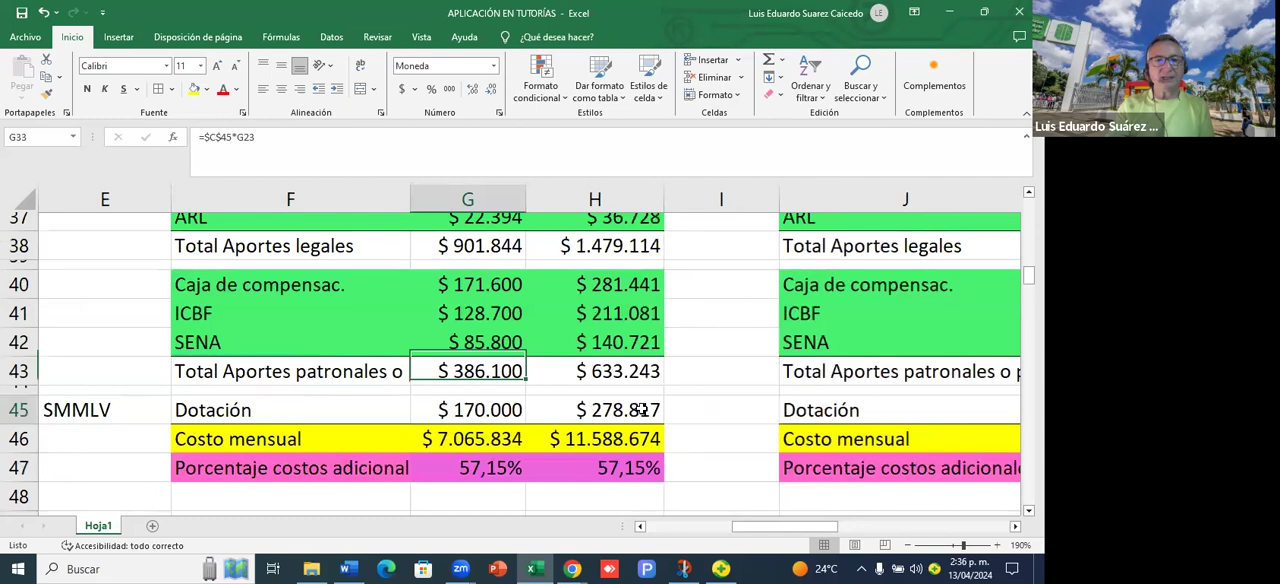 APLICACIÓN EN TUTORÍAS - Excel
Luis Eduardo Suarez Caicedo LE
Archivo Inicio Insertar Disposición de página Fórmulas Datos Revisar Vista Ayuda ¿Qué desea hacer?
Pegar
Calibri 11
N K S
Moneda
$ % 000
Formato condicional
Dar formato como tabla
Estilos de celda
Insertar
Eliminar
Formato
Ordenar y filtrar
Buscar y seleccionar
Complementos
Portapapeles Fuente Alineación Número Estilos Celdas Edición Complementos
Luis Eduardo Suárez ...
G33 fx =$C$45*G23
E F G H I J
37 ARL $ 22.394 $ 36.728 ARL
38 Total Aportes legales $ 901.844 $ 1.479.114 Total Aportes legales
40 Caja de compensac. $ 171.600 $ 281.441 Caja de compensac.
41 ICBF $ 128.700 $ 211.081 ICBF
42 SENA $ 85.800 $ 140.721 SENA
43 Total Aportes patronales o $ 386.100 $ 633.243 Total Aportes patronales o p
45 SMMLV Dotación $ 170.000 $ 278.817 Dotación
46 Costo mensual $ 7.065.834 $ 11.588.674 Costo mensual
47 Porcentaje costos adicional 57,15% 57,15% Porcentaje costos adicional
48
Hoja1
Listo Accesibilidad: todo correcto 190%
Buscar
24°C
2:36 p. m.
13/04/2024